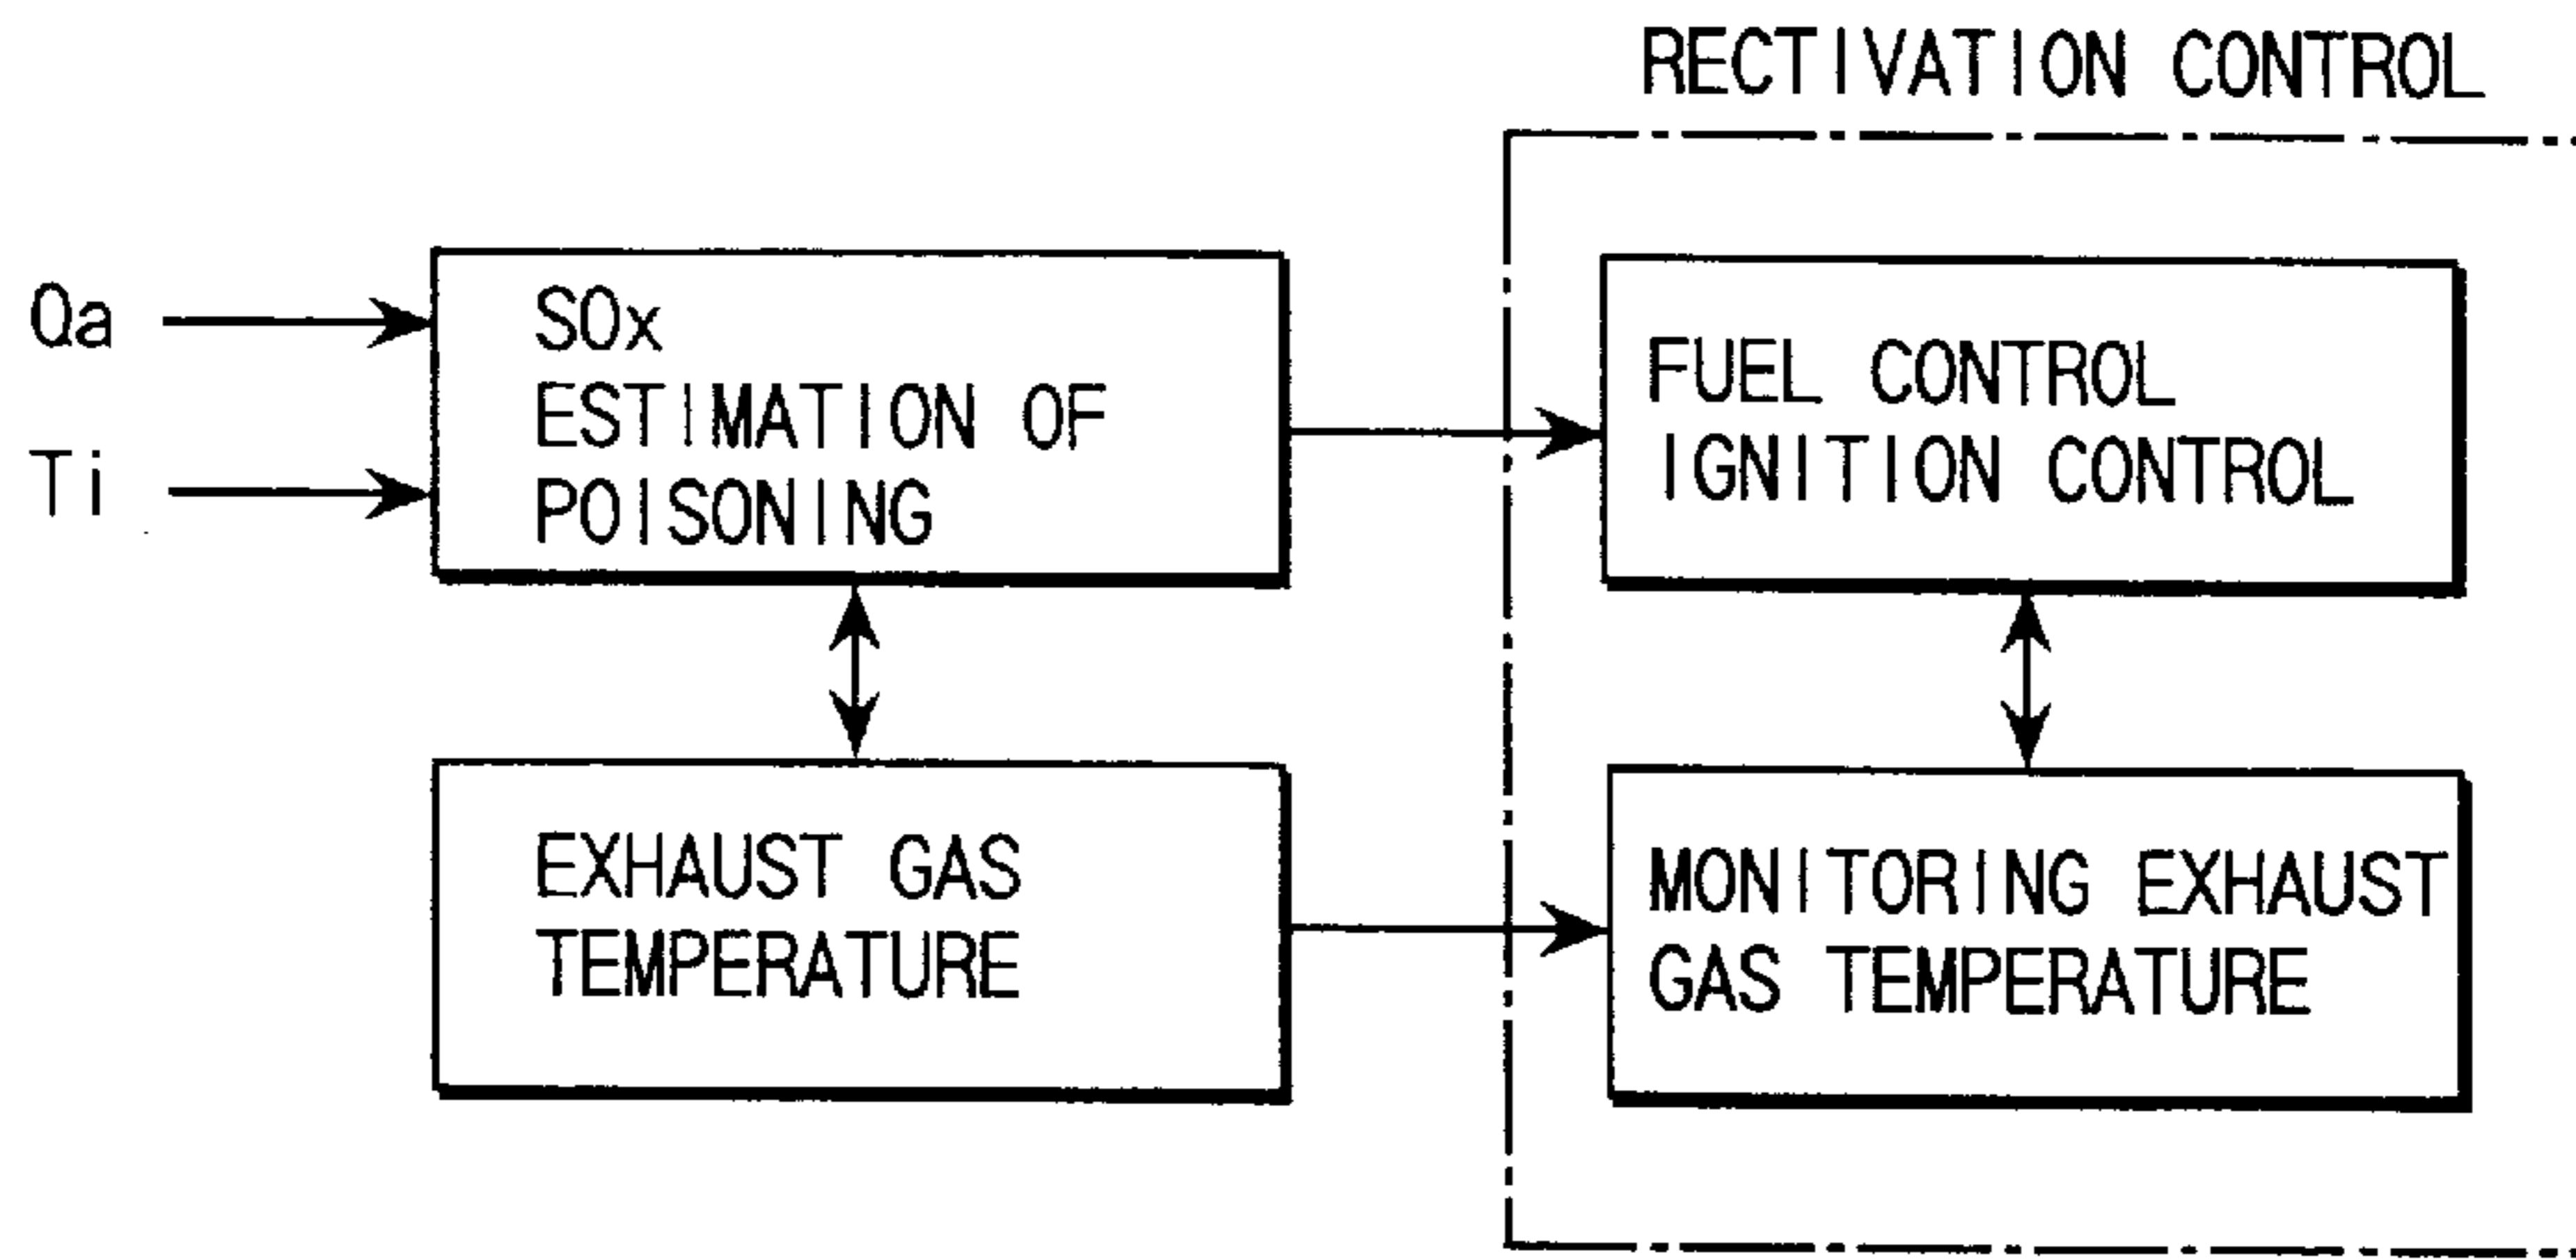 RECTIVATION CONTROL
Qa
Ti
SOx
ESTIMATION OF
POISONING
FUEL CONTROL
IGNITION CONTROL
EXHAUST GAS
TEMPERATURE
MONITORING EXHAUST
GAS TEMPERATURE